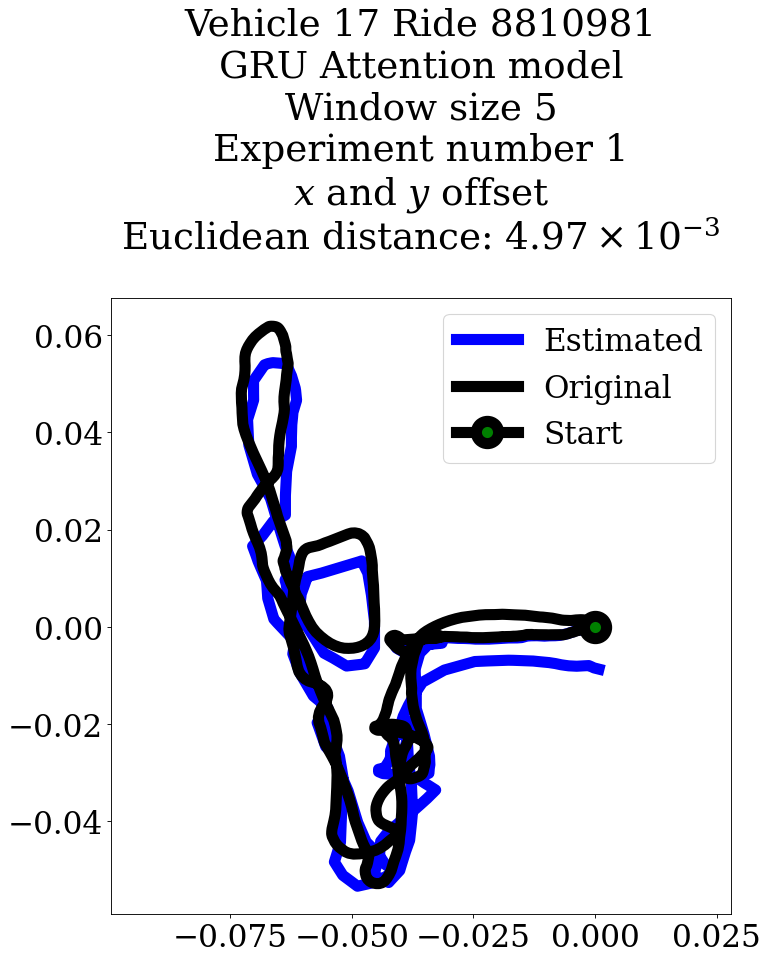 Vehicle 17 Ride 8810981
GRU Attention model
Window size 5
Experiment number 1
x and y offset
Euclidean distance: 4.97 × 10⁻³
Estimated
Original
Start
0.06
0.04
0.02
0.00
−0.02
−0.04
−0.075 −0.050 −0.025 0.000 0.025